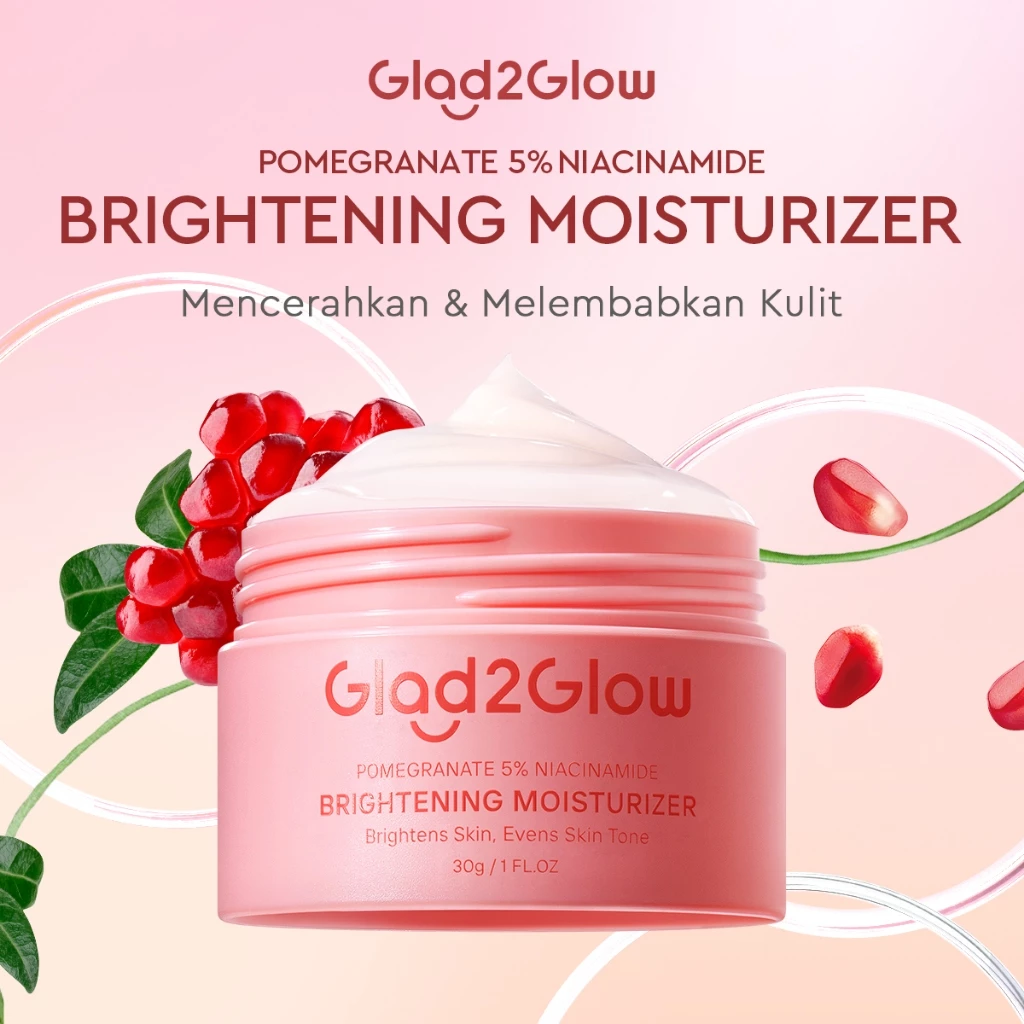 Glad2Glow
POMEGRANATE 5% NIACINAMIDE
BRIGHTENING MOISTURIZER
Mencerahkan & Melembabkan Kulit
Glad2Glow
POMEGRANATE 5% NIACINAMIDE
BRIGHTENING MOISTURIZER
Brightens Skin, Evens Skin Tone
30g / 1 FL.OZ